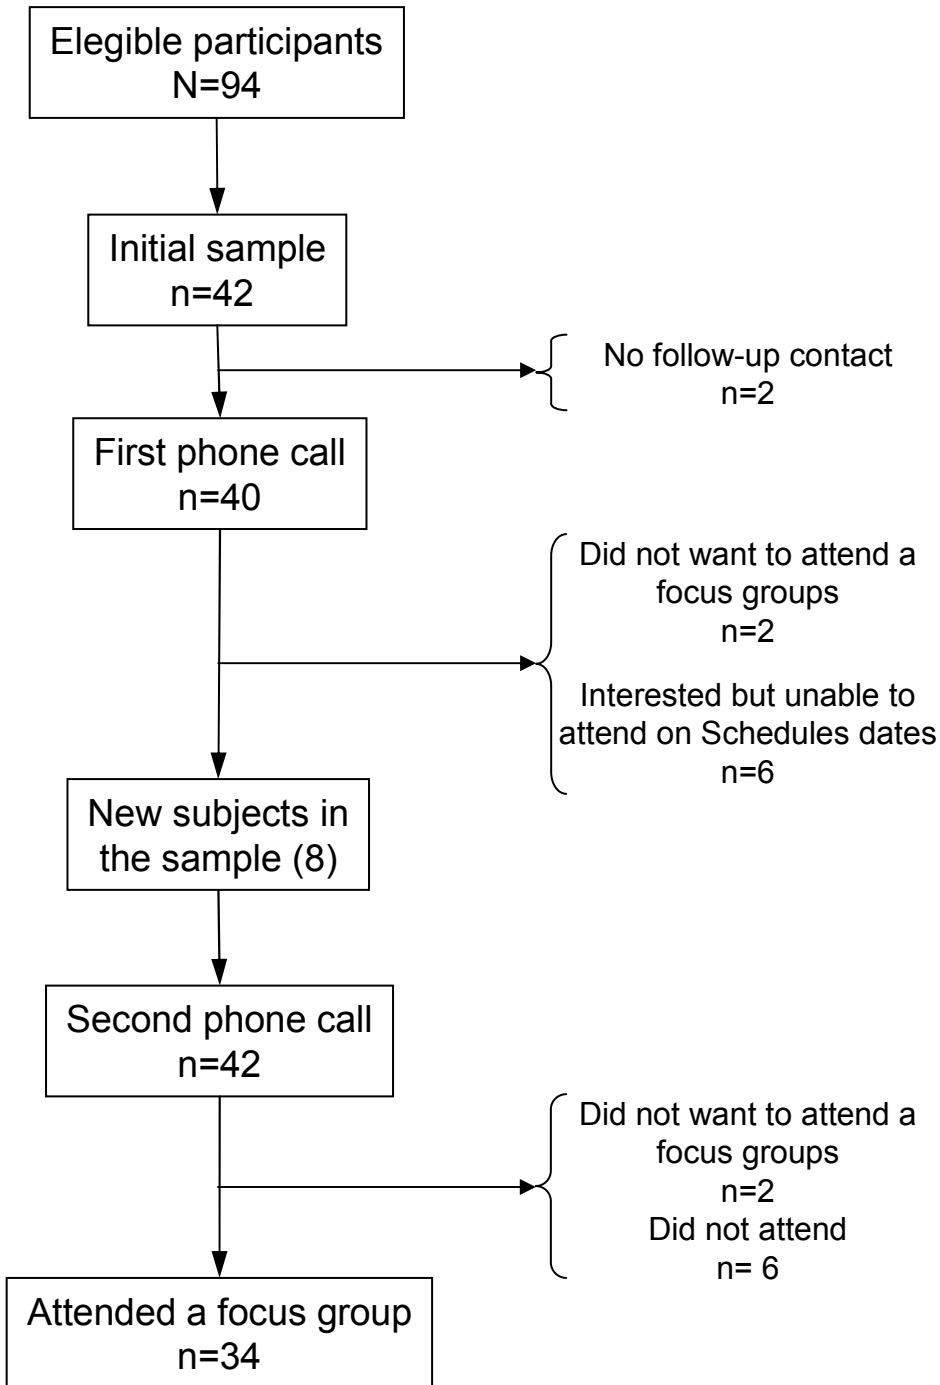 Elegible participants
N=94
Initial sample
n=42
No follow-up contact
n=2
First phone call
n=40
Did not want to attend a
focus groups
n=2
Interested but unable to
attend on Schedules dates
n=6
New subjects in
the sample (8)
Second phone call
n=42
Did not want to attend a
focus groups
n=2
Did not attend
n= 6
Attended a focus group
n=34